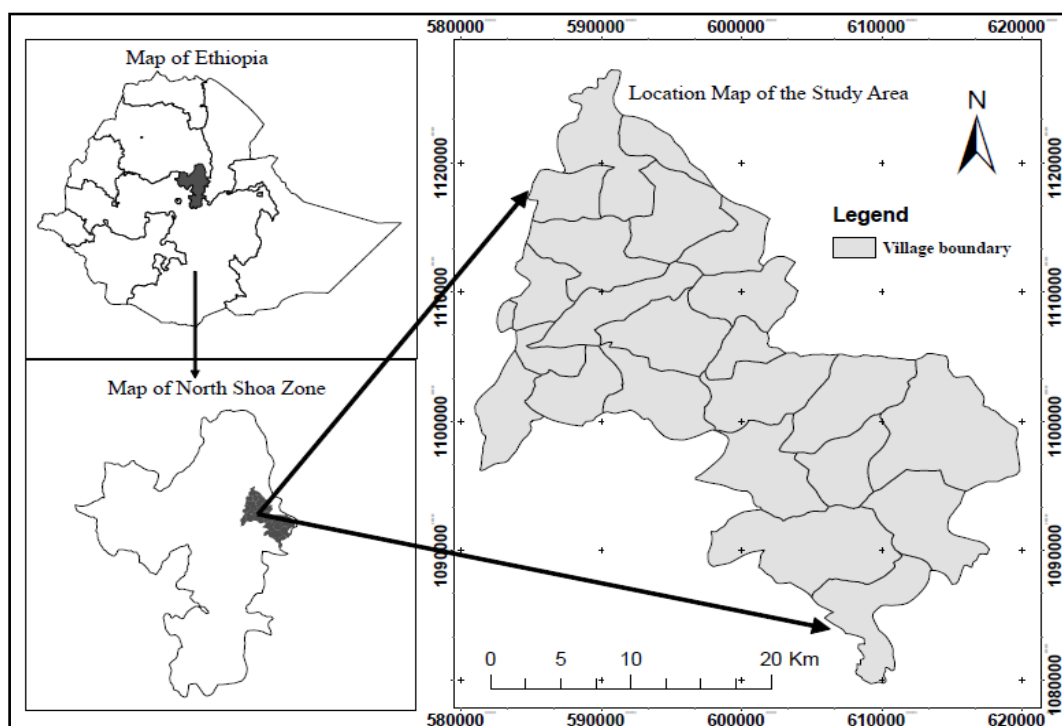 Map of Ethiopia
Map of North Shoa Zone
580000 590000 600000 610000 620000
Location Map of the Study Area
N
Legend
Village boundary
1120000
1110000
1100000
1090000
1080000
1120000
1110000
1100000
1090000
1080000
0 5 10 20 Km
580000 590000 600000 610000 620000